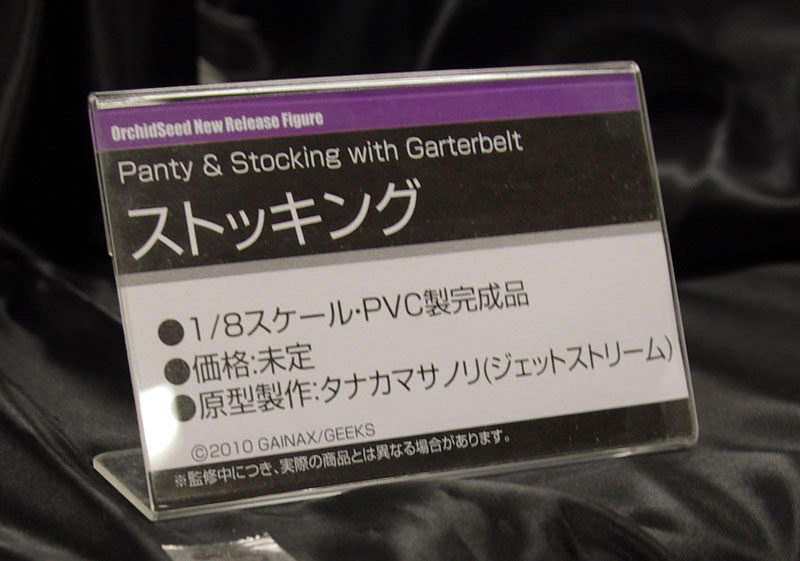 OrchidSeed New Release Figure
Panty & Stocking with Garterbelt
ストッキング
●1/8スケール・PVC製完成品
●価格:未定
●原型製作:タナカマサノリ(ジェットストリーム)
©2010 GAINAX/GEEKS
※監修中につき、実際の商品とは異なる場合があります。